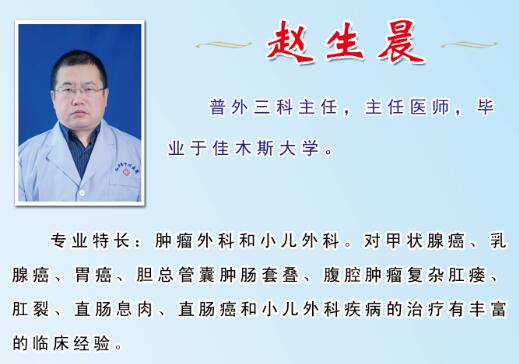 赵生晨
普外三科主任，主任医师，毕
业于佳木斯大学。
专业特长：肿瘤外科和小儿外科。对甲状腺癌、乳
腺癌、胃癌、胆总管囊肿肠套叠、腹腔肿瘤复杂肛瘘、
肛裂、直肠息肉、直肠癌和小儿外科疾病的治疗有丰富
的临床经验。